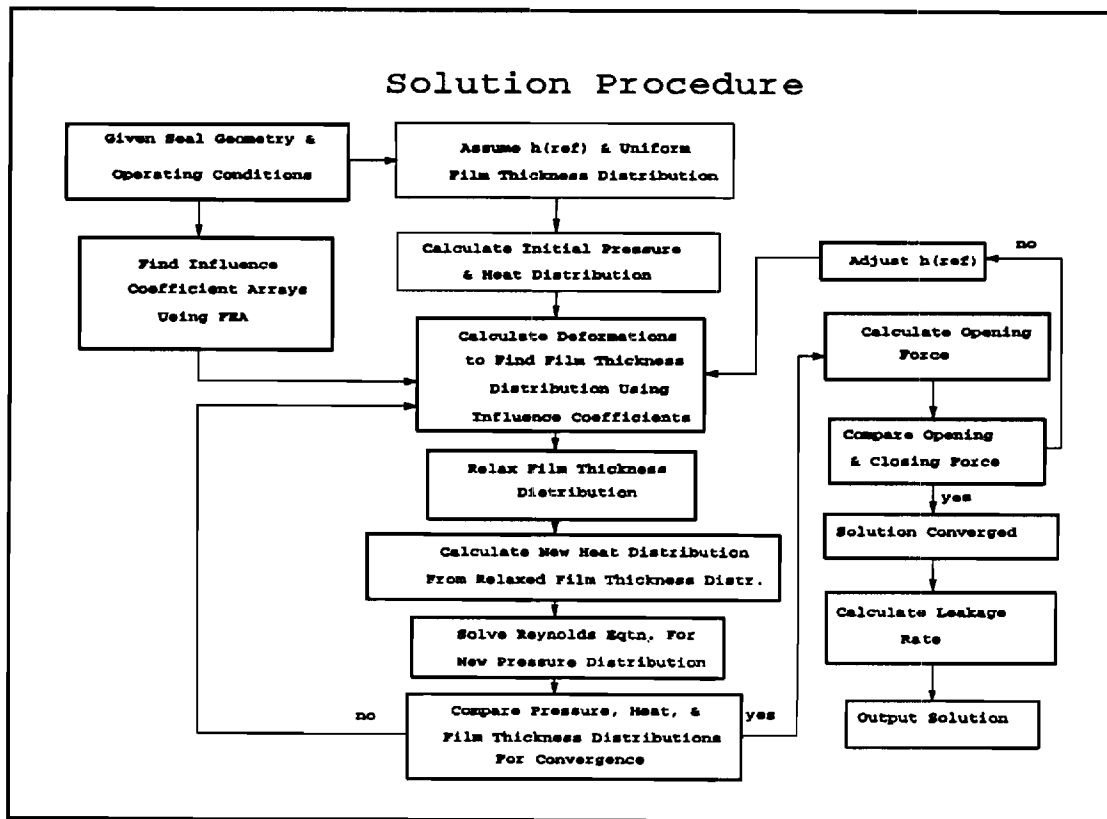 Solution Procedure
Given Seal Geometry &
Operating Conditions
Assume h(ref) & Uniform
Film Thickness Distribution
Find Influence
Coefficient Arrays
Using FEA
Calculate Initial Pressure
& Heat Distribution
no
Adjust h(ref)
Calculate Deformations
to Find Film Thickness
Distribution Using
Influence Coefficients
Calculate Opening
Force
Compare Opening
& Closing Force
yes
Relax Film Thickness
Distribution
Solution Converged
Calculate New Heat Distribution
From Relaxed Film Thickness Distr.
Calculate Leakage
Rate
Solve Reynolds Eqtn. For
New Pressure Distribution
no
Compare Pressure, Heat, &
Film Thickness Distributions
For Convergence
yes
Output Solution